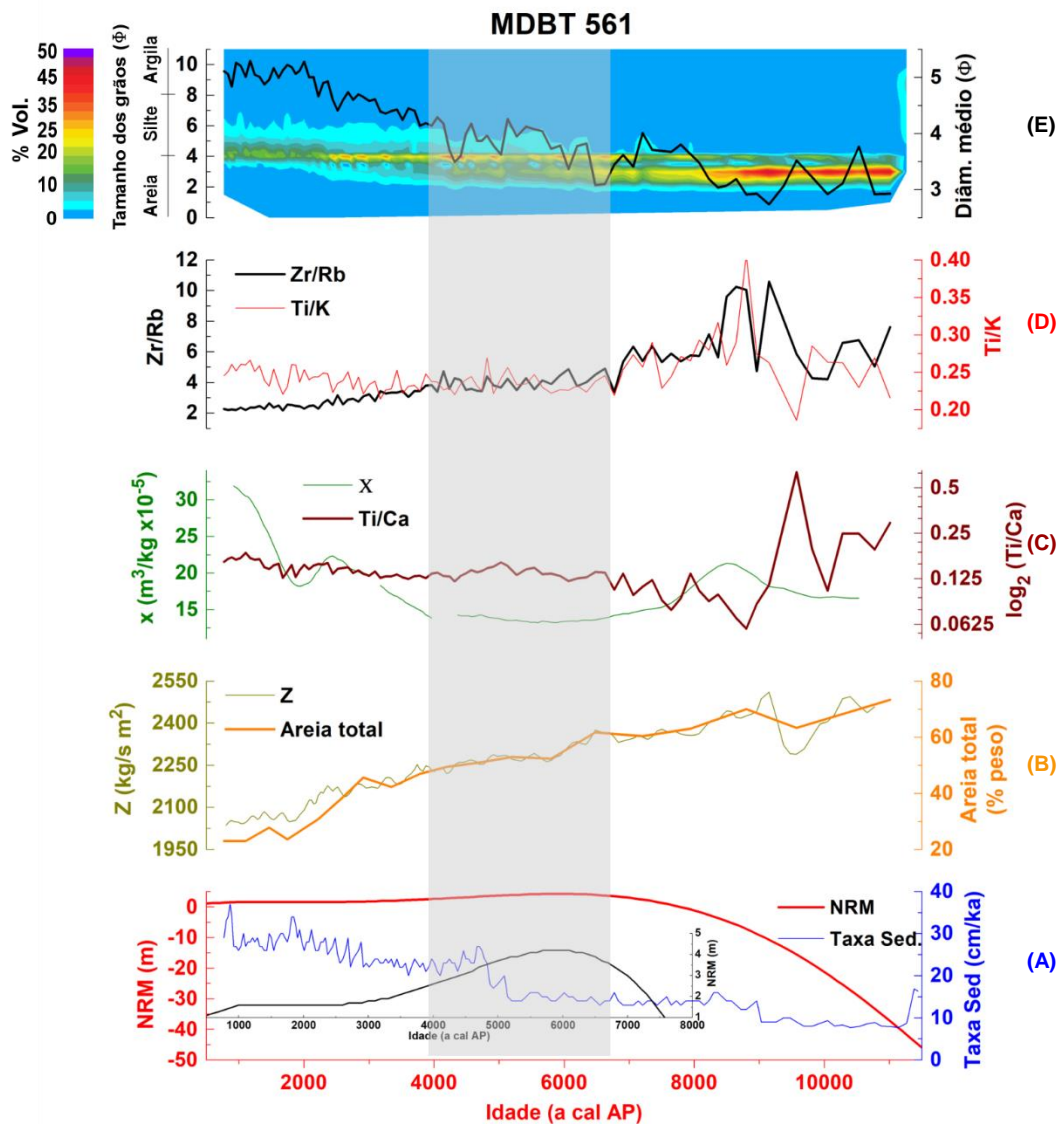 MDBT 561
% Vol.
50
45
35
25
20
10
0
Tamanho dos grãos (Φ)
Areia
Silte
Argila
10
8
6
4
2
0
5
4
3
Diâm. médio (Φ)
(E)
Zr/Rb
12
10
8
6
4
2
Zr/Rb
Ti/K
0.40
0.35
0.30
0.25
0.20
Ti/K
(D)
x (m³/kg x10⁻⁵)
30
25
20
15
X
Ti/Ca
0.5
0.25
0.125
0.0625
log₂ (Ti/Ca)
(C)
Z (kg/s m²)
2550
2400
2250
2100
1950
Z
Areia total
80
60
40
20
Areia total
(% peso)
(B)
NRM (m)
0
-10
-20
-30
-40
-50
NRM
Taxa Sed.
5
4
3
2
1
NRM (m)
1000 2000 3000 4000 5000 6000 7000 8000
Idade (a cal AP)
40
30
20
10
0
Taxa Sed (cm/ka)
(A)
2000 4000 6000 8000 10000
Idade (a cal AP)